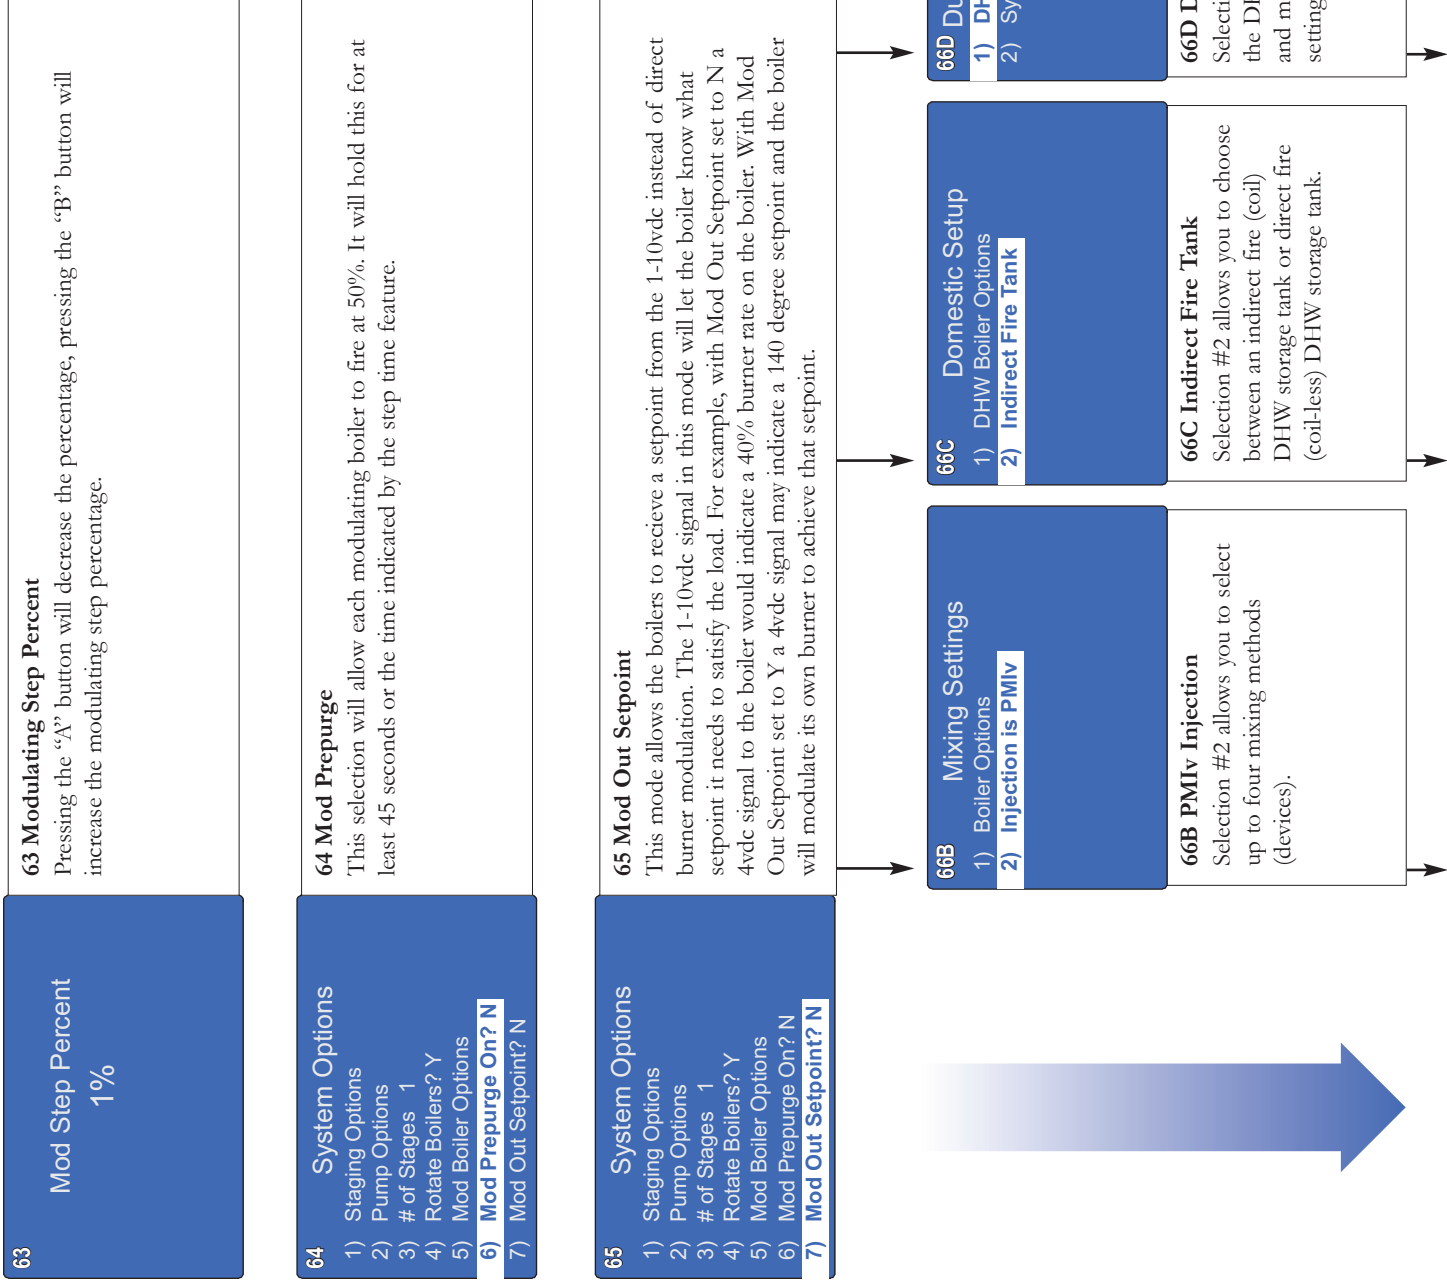 63
Mod Step Percent
1%
63 Modulating Step Percent
Pressing the “A” button will decrease the percentage, pressing the “B” button will
increase the modulating step percentage.
64
System Options
1) Staging Options
2) Pump Options
3) # of Stages 1
4) Rotate Boilers? Y
5) Mod Boiler Options
6) Mod Prepurge On? N
7) Mod Out Setpoint? N
64 Mod Prepurge
This selection will allow each modulating boiler to fire at 50%. It will hold this for at
least 45 seconds or the time indicated by the step time feature.
65
System Options
1) Staging Options
2) Pump Options
3) # of Stages 1
4) Rotate Boilers? Y
5) Mod Boiler Options
6) Mod Prepurge On? N
7) Mod Out Setpoint? N
65 Mod Out Setpoint
This mode allows the boilers to recieve a setpoint from the 1-10vdc instead of direct
burner modulation. The 1-10vdc signal in this mode will let the boiler know what
setpoint it needs to satisfy the load. For example, with Mod Out Setpoint set to N a
4vdc signal to the boiler would indicate a 40% burner rate on the boiler. With Mod
Out Setpoint set to Y a 4vdc signal may indicate a 140 degree setpoint and the boiler
will modulate its own burner to achieve that setpoint.
66B
Mixing Settings
1) Boiler Options
2) Injection is PMIv
66B PMIv Injection
Selection #2 allows you to select
up to four mixing methods
(devices).
66C
Domestic Setup
1) DHW Boiler Options
2) Indirect Fire Tank
66C Indirect Fire Tank
Selection #2 allows you to choose
between an indirect fire (coil)
DHW storage tank or direct fire
(coil-less) DHW storage tank.
66D
1)
2)
66D
the
and